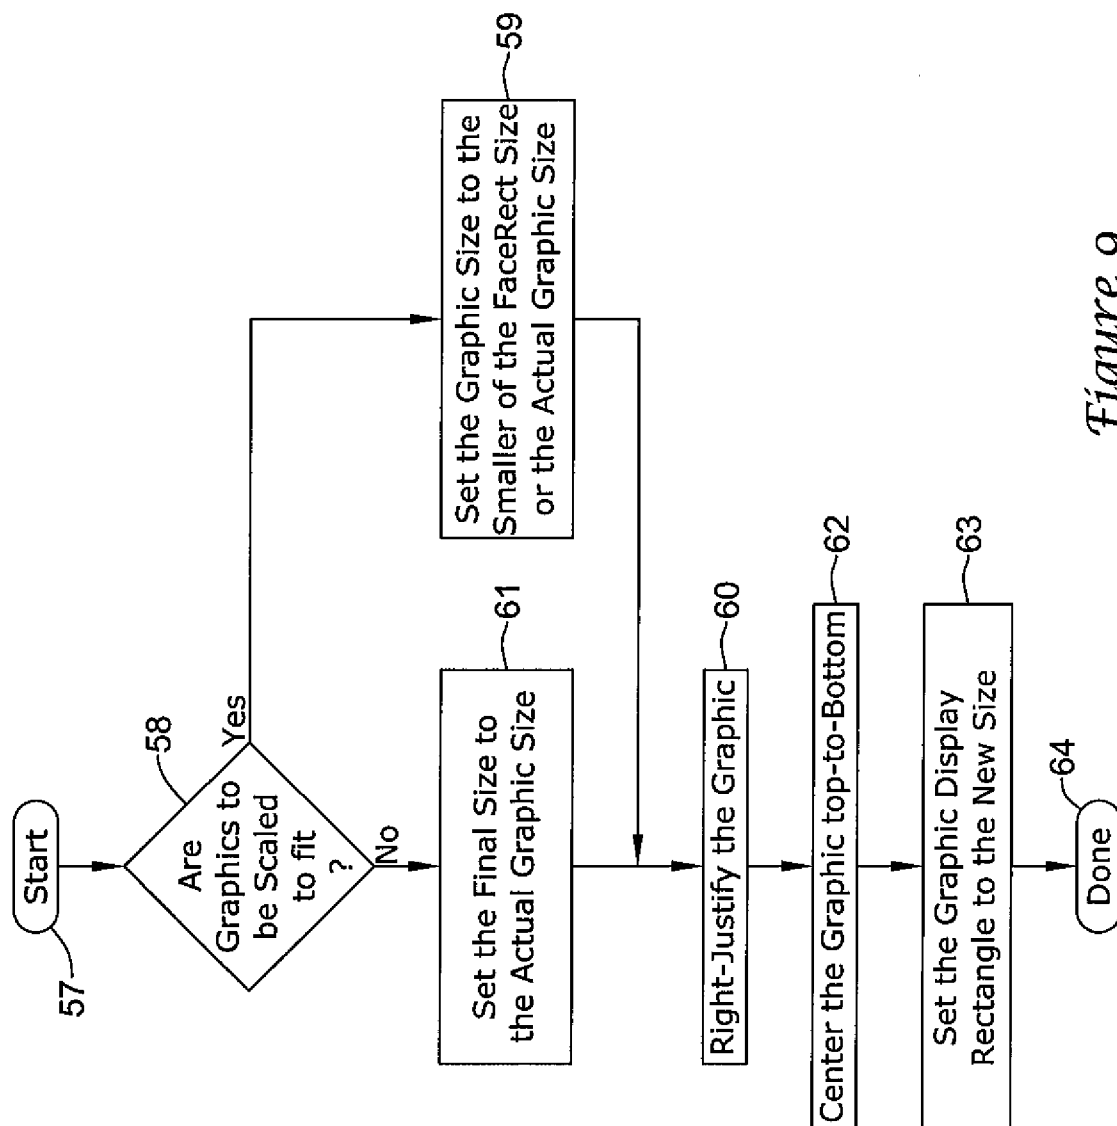 Start
57
Are
Graphics to
be Scaled
to fit
?
58
Yes
No
Set the Graphic Size to the
Smaller of the FaceRect Size
or the Actual Graphic Size
59
Set the Final Size to
the Actual Graphic Size
61
Right-Justify the Graphic
60
Center the Graphic top-to-Bottom
62
Set the Graphic Display
Rectangle to the New Size
63
Done
64
Figure 9